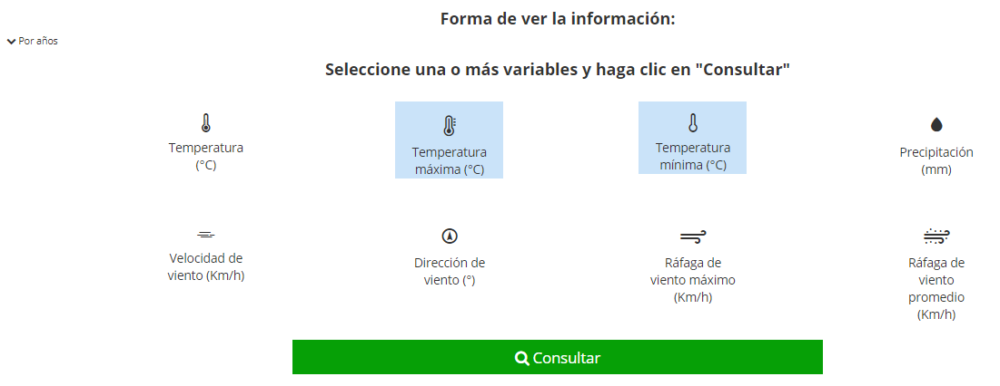 Forma de ver la información:
Por años
Seleccione una o más variables y haga clic en "Consultar"
Temperatura
(°C)
Temperatura
máxima (°C)
Temperatura
mínima (°C)
Precipitación
(mm)
Velocidad de
viento (Km/h)
Dirección de
viento (°)
Ráfaga de
viento máximo
(Km/h)
Ráfaga de
viento
promedio
(Km/h)
Consultar